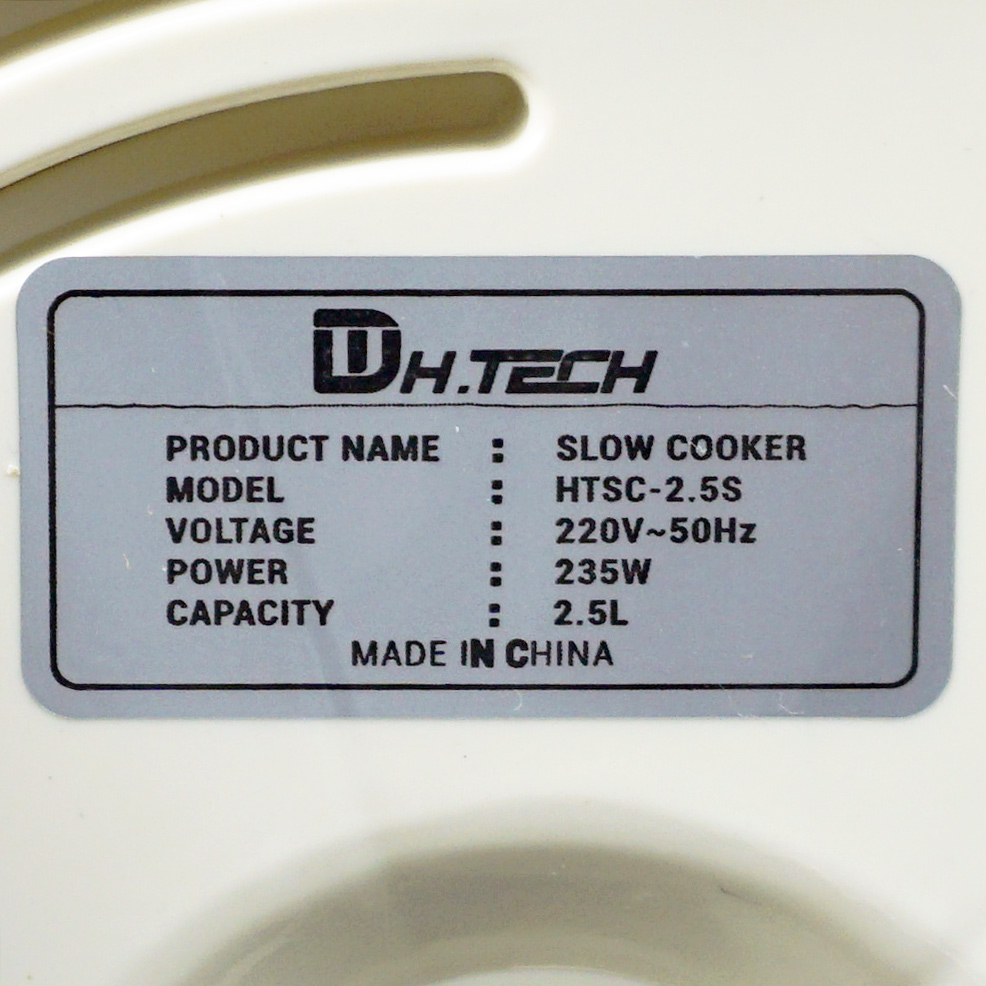 DH.TECH
PRODUCT NAME : SLOW COOKER
MODEL : HTSC-2.5S
VOLTAGE : 220V~50Hz
POWER : 235W
CAPACITY : 2.5L
MADE IN CHINA